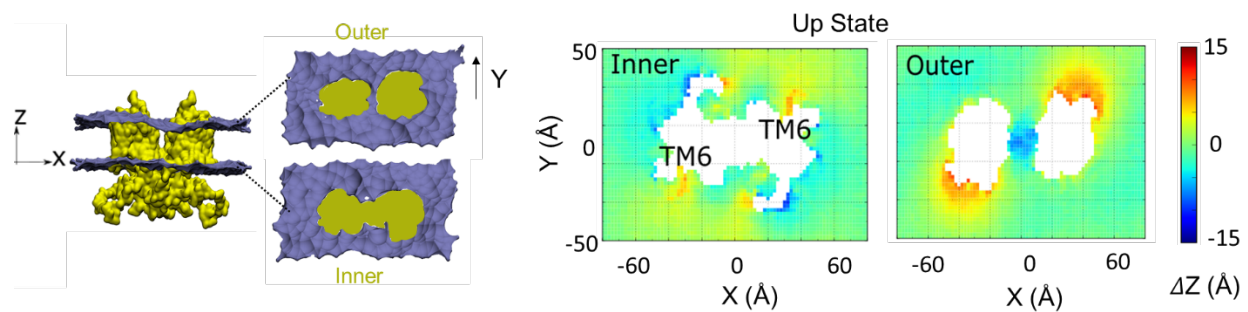 Outer
Y
Z
X
Inner
Up State
Inner
Outer
TM6
TM6
50
0
-50
Y (Å)
-60
0
60
X (Å)
-60
0
60
X (Å)
15
0
-15
ΔZ (Å)